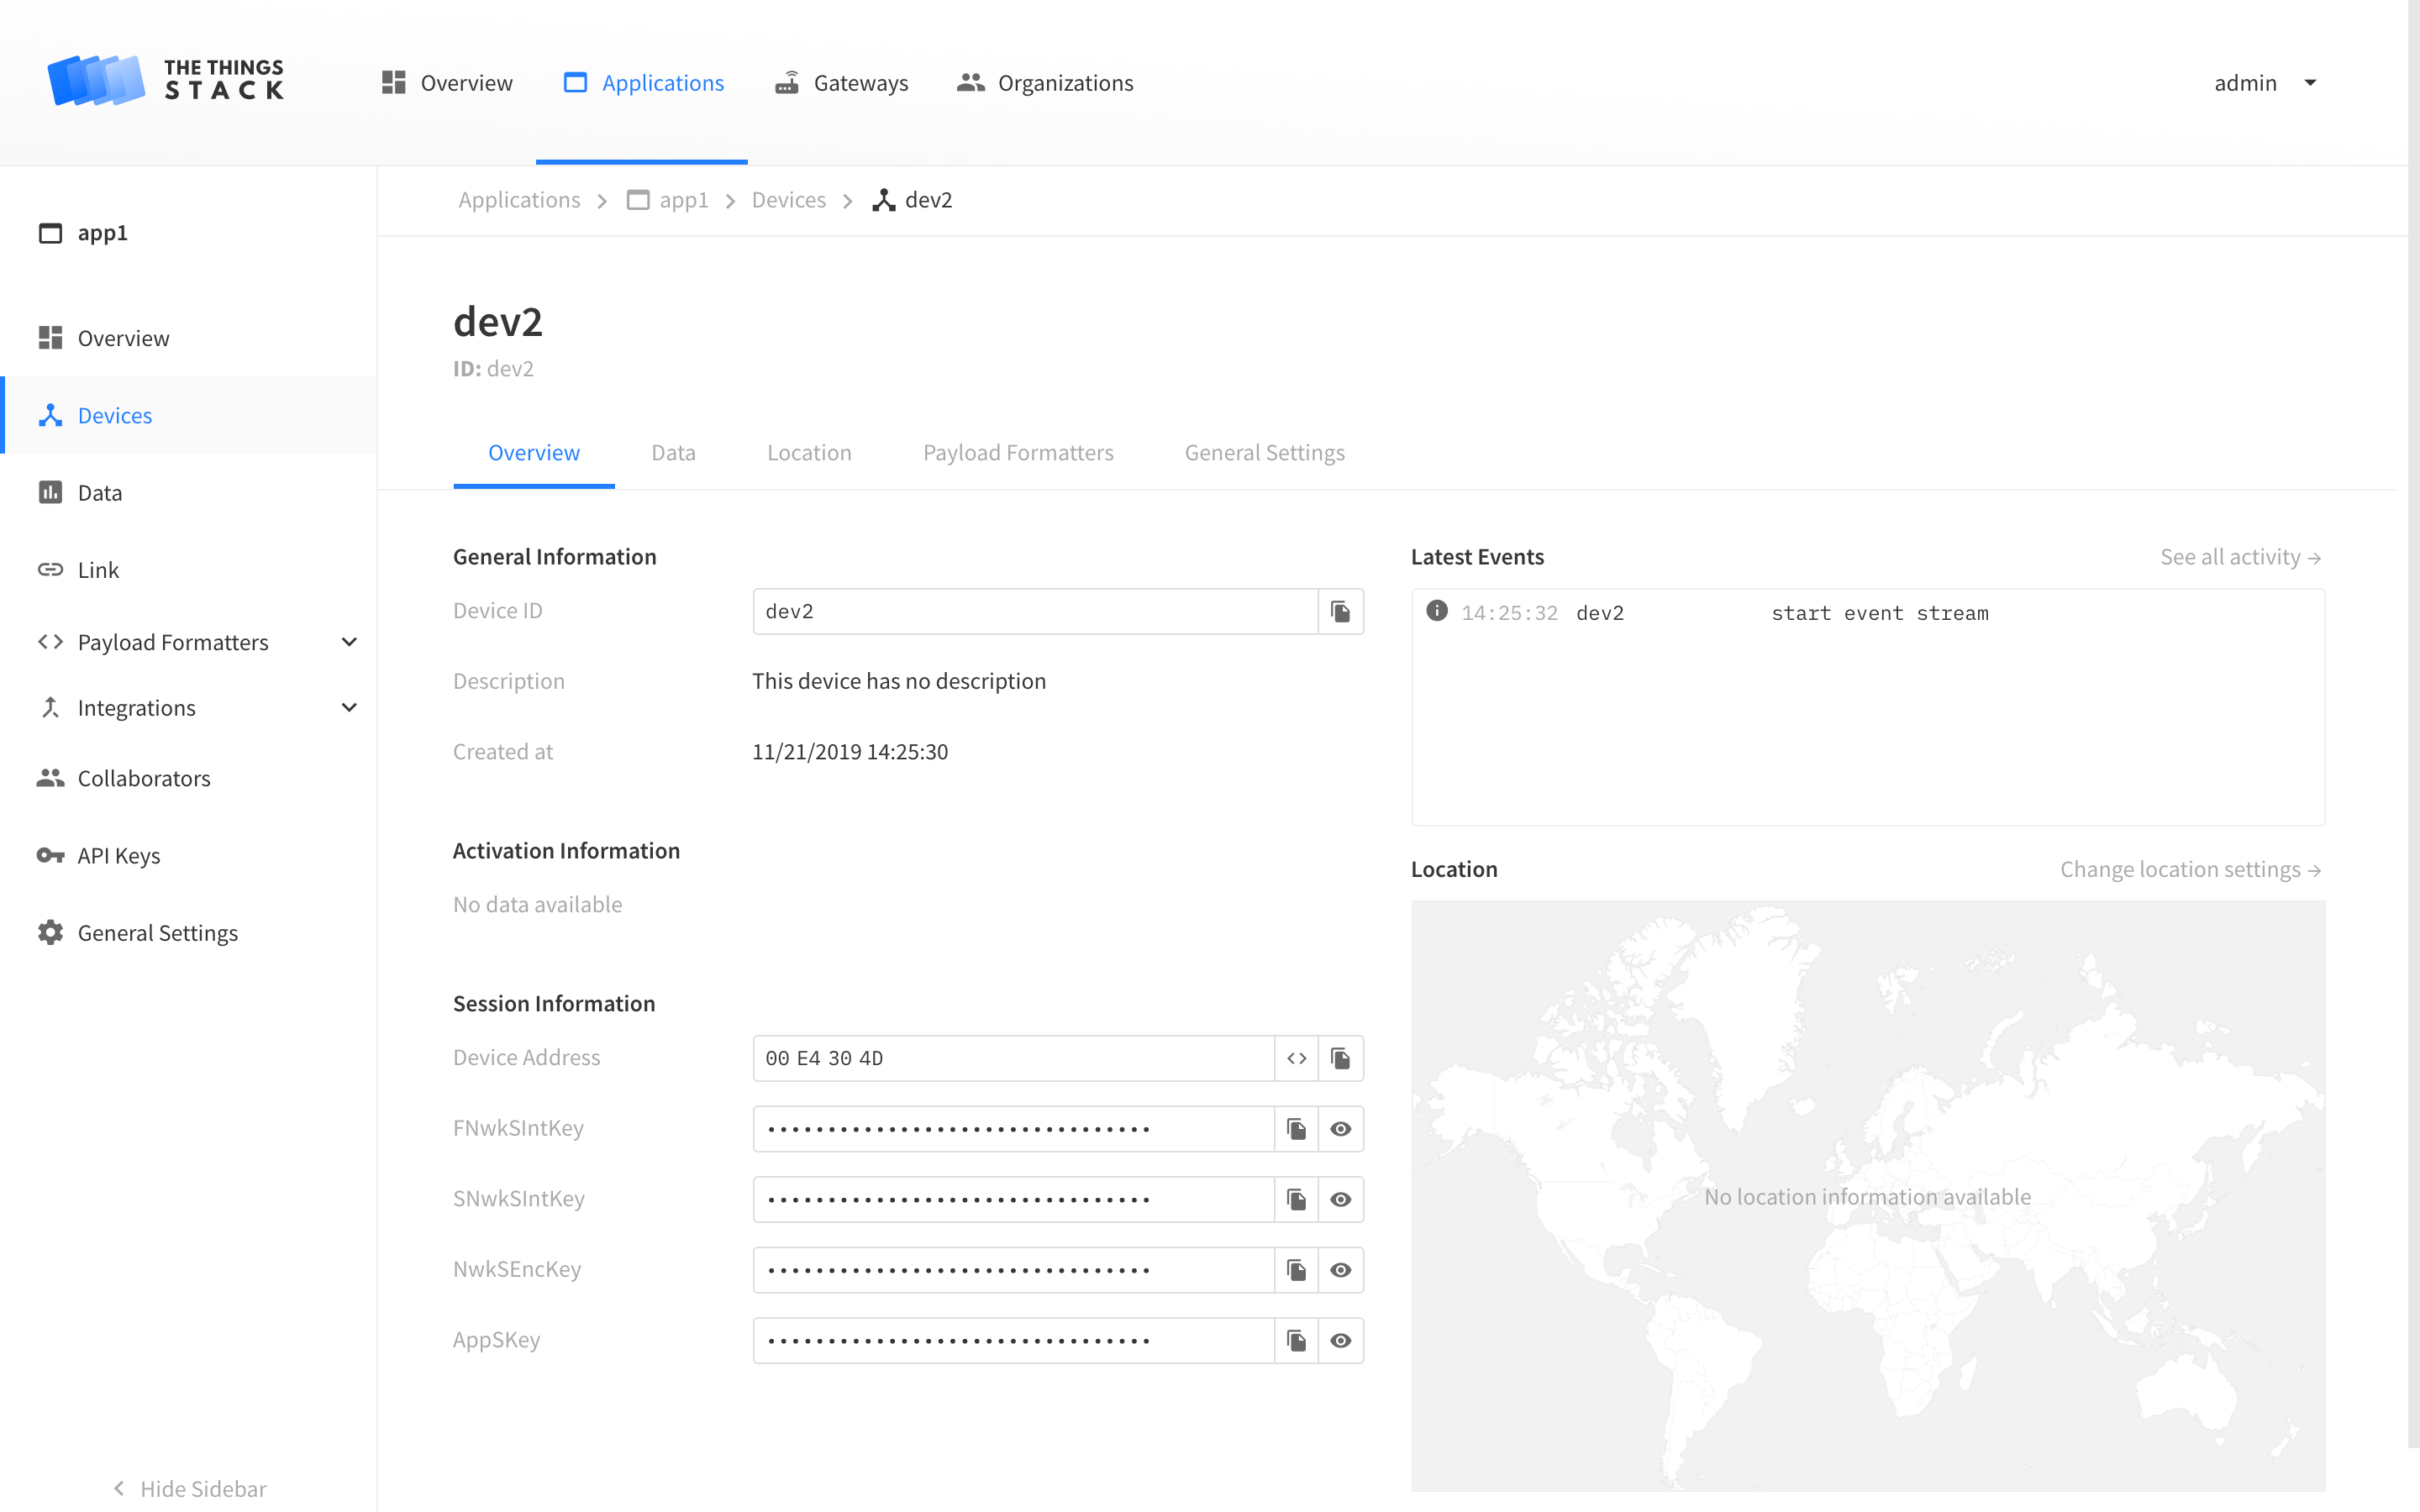 THE THINGS
STACK
Overview
Applications
Gateways
Organizations
admin
app1
Overview
Devices
Data
Link
Payload Formatters
Integrations
Collaborators
API Keys
General Settings
Hide Sidebar
Applications > app1 > Devices > dev2
dev2
ID: dev2
Overview
Data
Location
Payload Formatters
General Settings
General Information
Device ID
dev2
Description
This device has no description
Created at
11/21/2019 14:25:30
Activation Information
No data available
Session Information
Device Address
00 E4 30 4D
FNwkSIntKey
••••••••••••••••••••••••••••••••
SNwkSIntKey
••••••••••••••••••••••••••••••••
NwkSEncKey
••••••••••••••••••••••••••••••••
AppSKey
••••••••••••••••••••••••••••••••
Latest Events
See all activity →
14:25:32 dev2 start event stream
Location
Change location settings →
No location information available